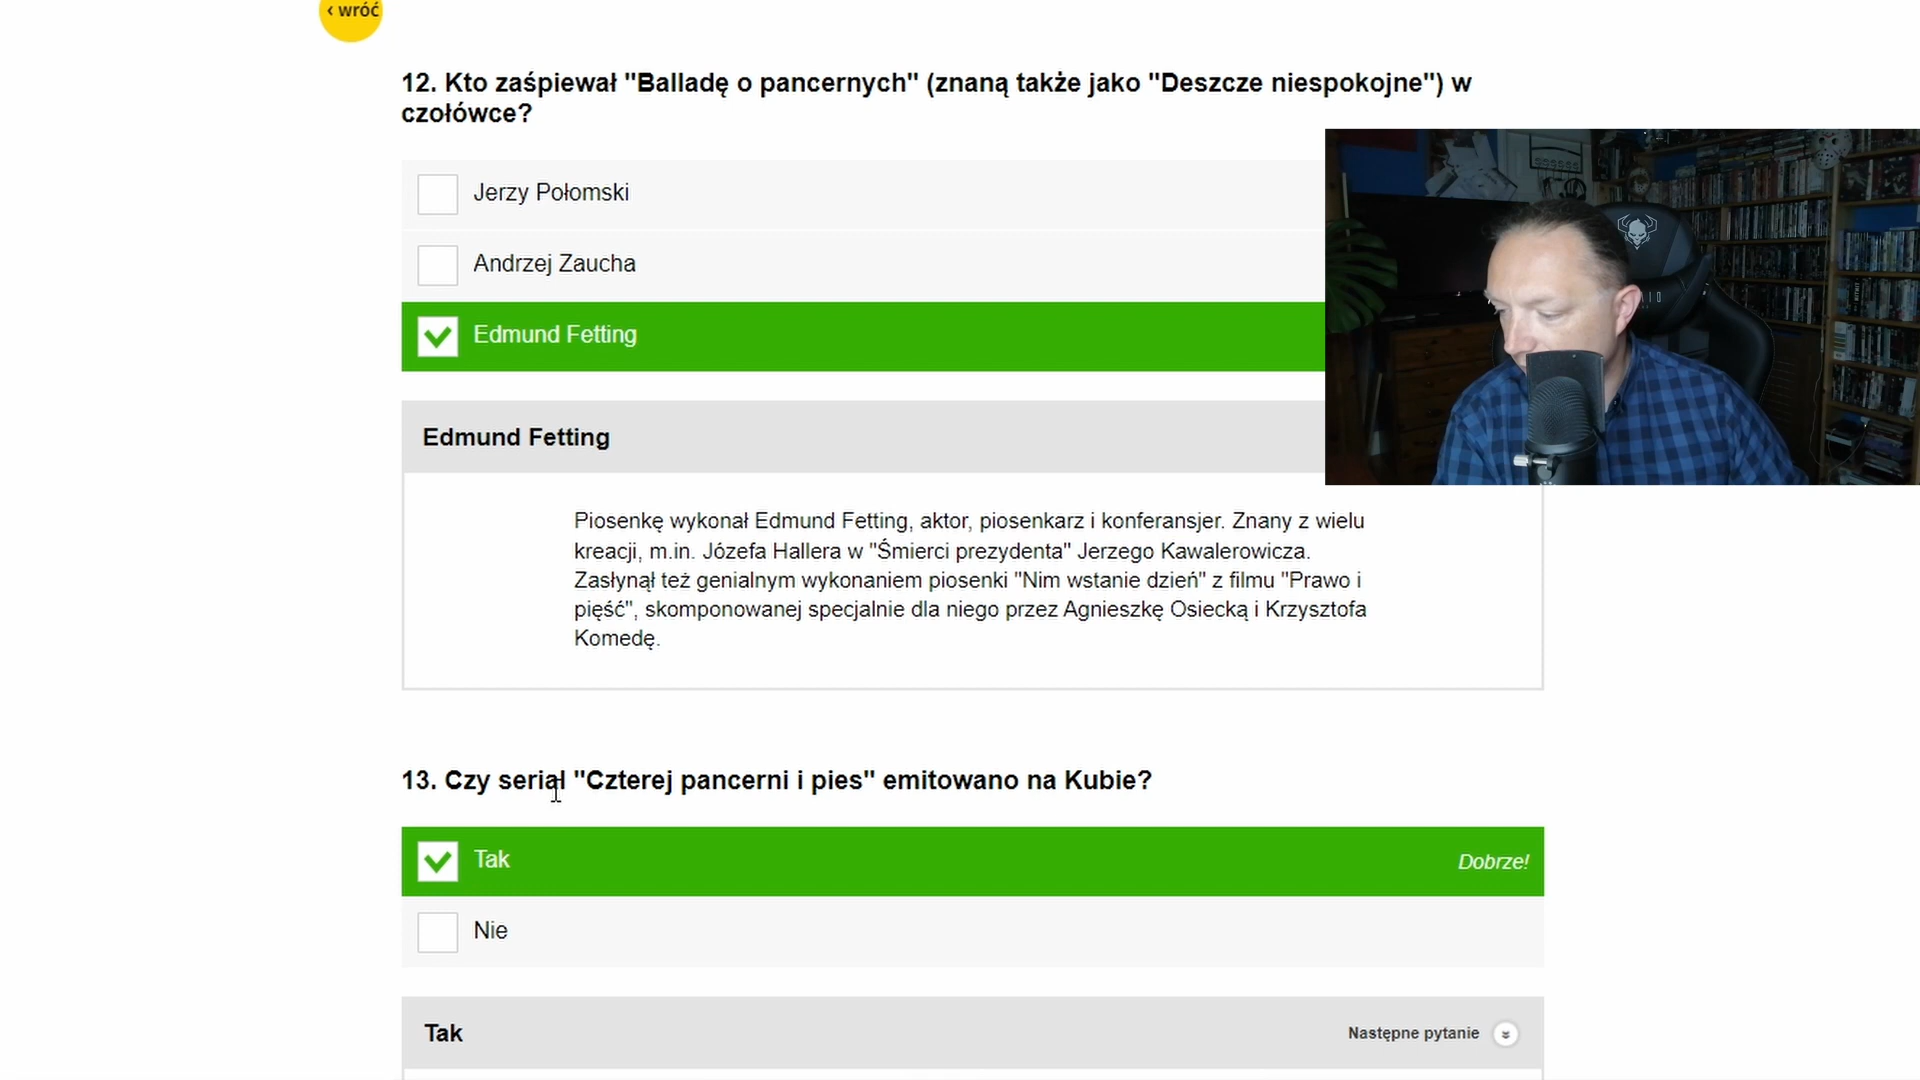 ‹ wróć
12. Kto zaśpiewał "Balladę o pancernych" (znaną także jako "Deszcze niespokojne") w
czołówce?
Jerzy Połomski
Andrzej Zaucha
Edmund Fetting
Edmund Fetting
Piosenkę wykonał Edmund Fetting, aktor, piosenkarz i konferansjer. Znany z wielu
kreacji, m.in. Józefa Hallera w "Śmierci prezydenta" Jerzego Kawalerowicza.
Zasłynął też genialnym wykonaniem piosenki "Nim wstanie dzień" z filmu "Prawo i
pięść", skomponowanej specjalnie dla niego przez Agnieszkę Osiecką i Krzysztofa
Komedę.
13. Czy serial "Czterej pancerni i pies" emitowano na Kubie?
Tak
Dobrze!
Nie
Tak
Następne pytanie